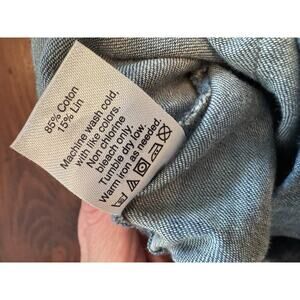 85% Coton
15% Lin
Machine wash cold,
with like colors.
Non chlorine
bleach only.
Tumble dry low.
Warm iron as needed.